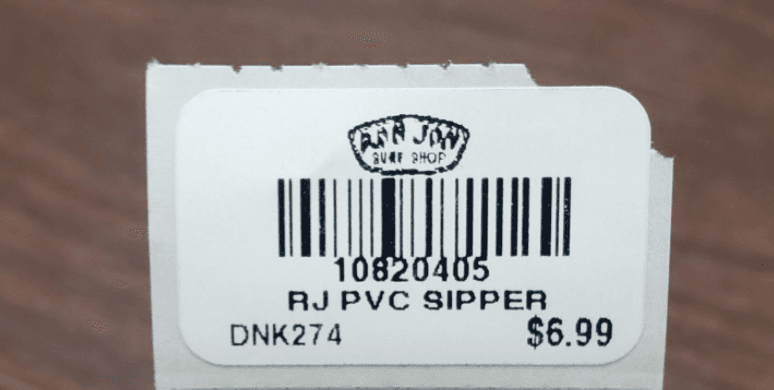 RON JON
SURF SHOP
10820405
RJ PVC SIPPER
DNK274 $6.99